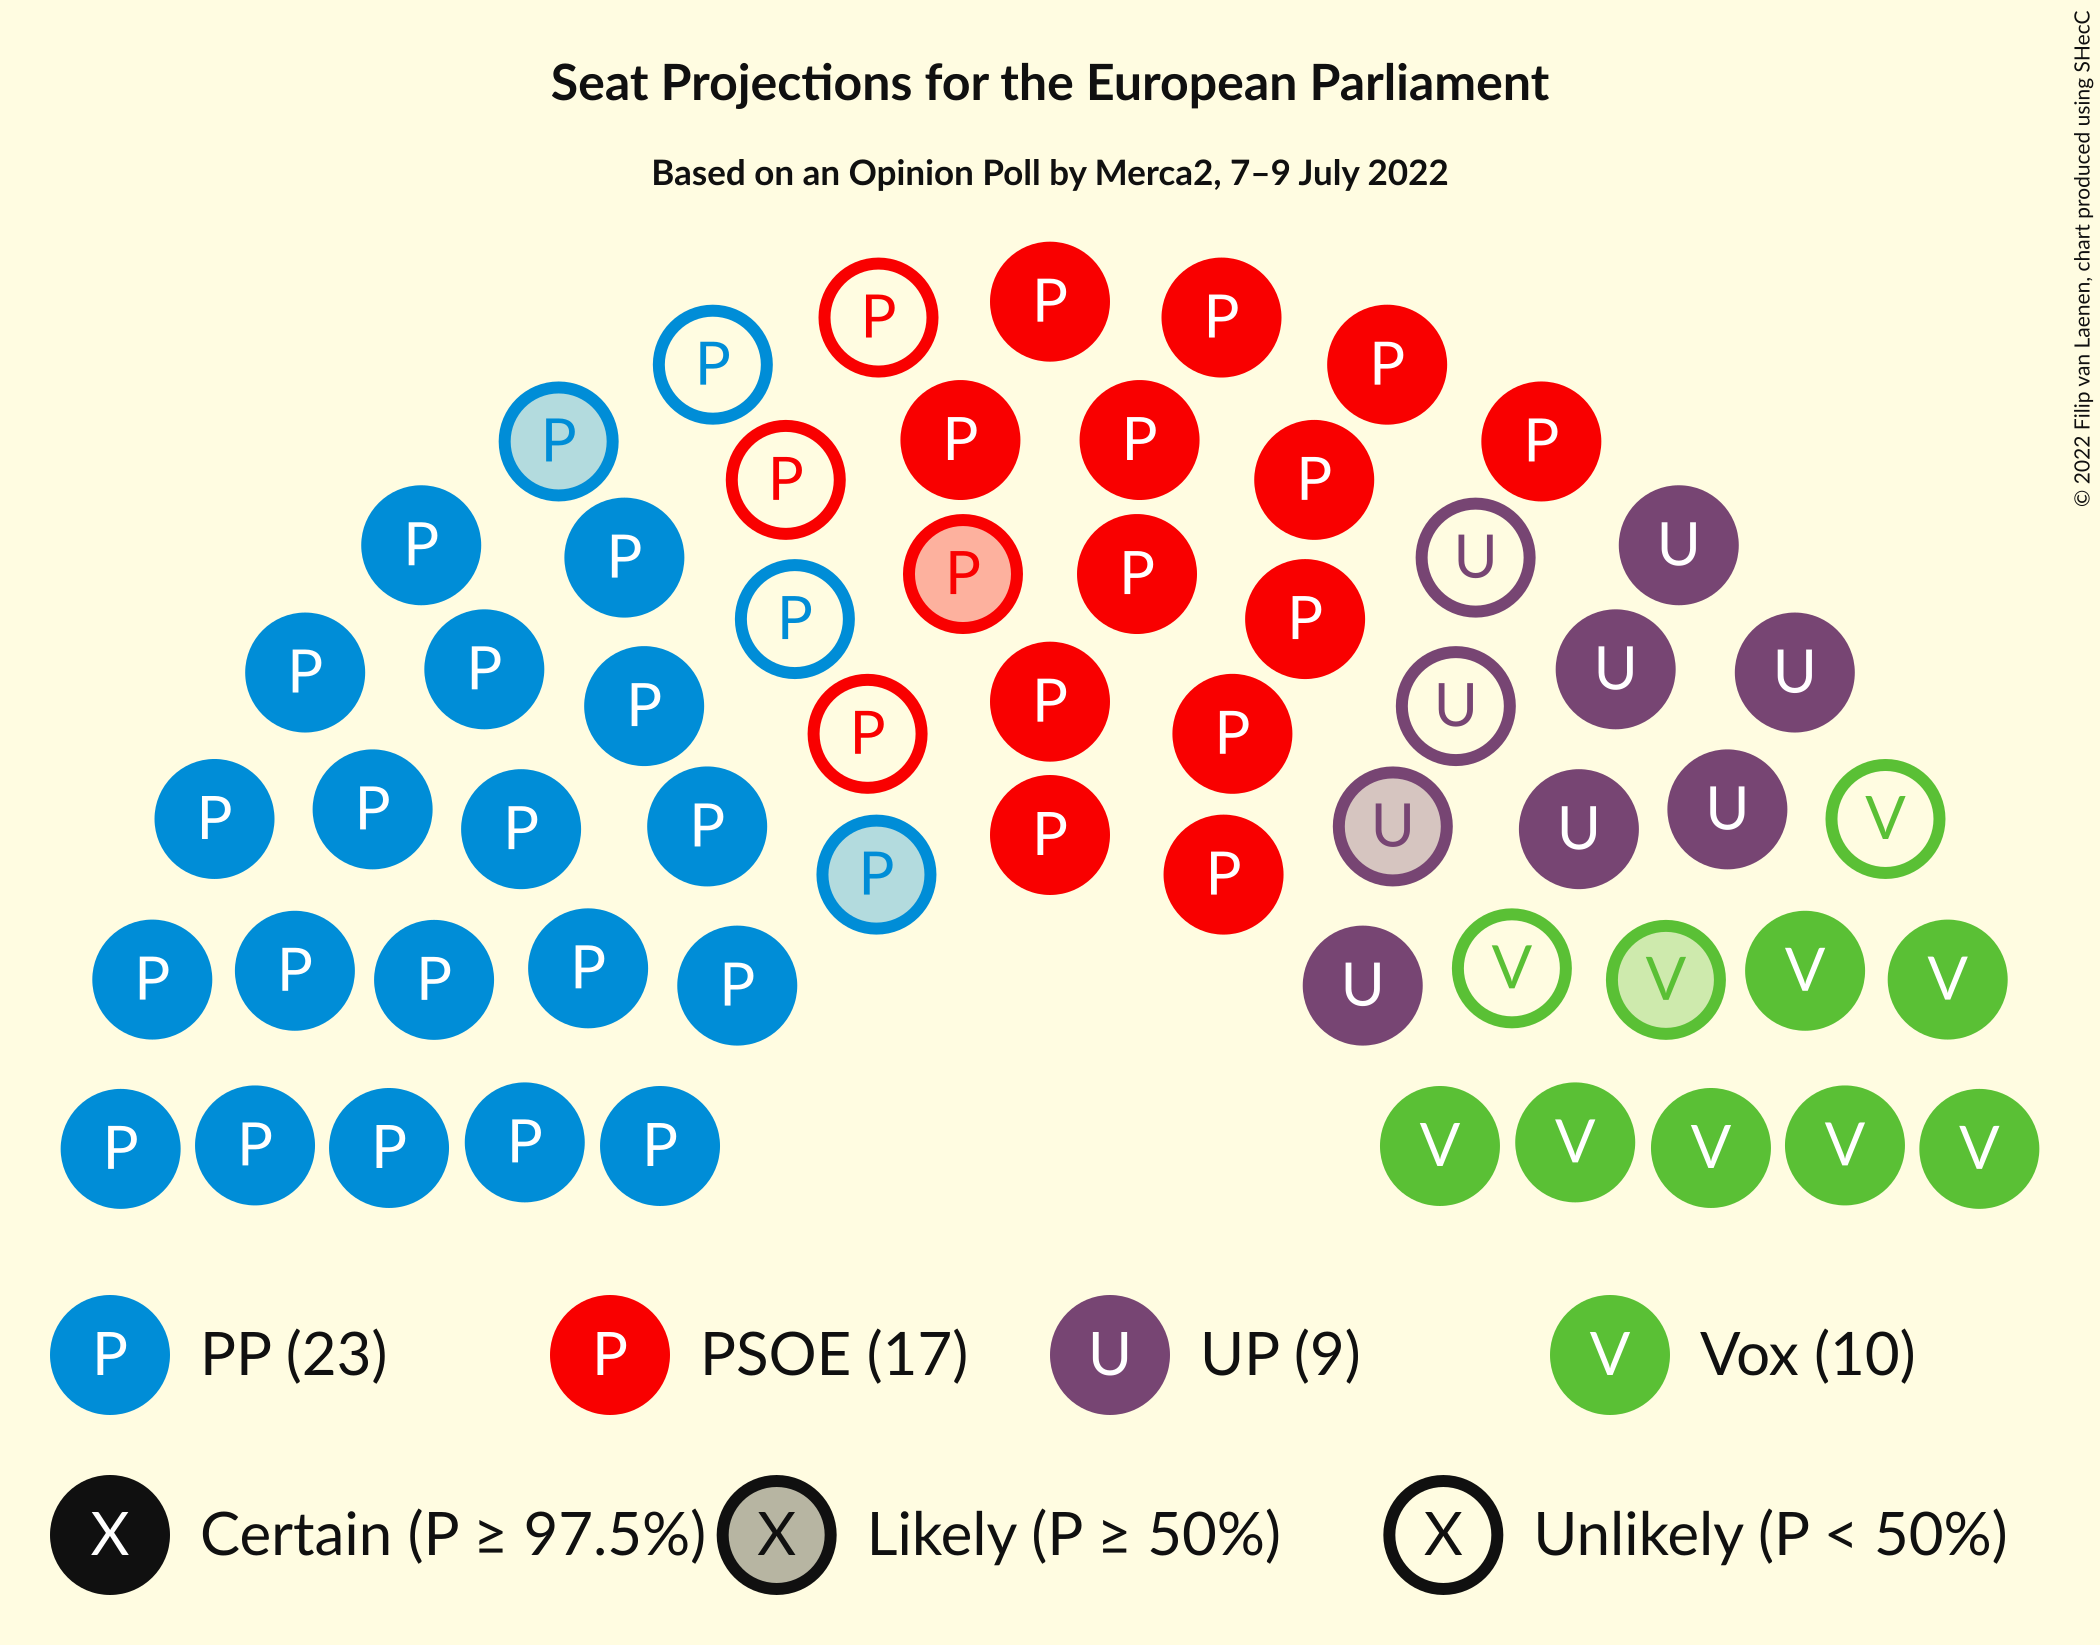 Seat Projections for the European Parliament
Based on an Opinion Poll by Merca2, 7–9 July 2022
© 2022 Filip van Laenen, chart produced using SHecC
P P P P
P P P
P P P P P
P P P U U
P P P P
P P P U U U
P P P U
P P P P P U U U V
P P P
P P P P P U V V V V
P P P P P V V V V V
P PP (23) P PSOE (17) U UP (9) V Vox (10)
X Certain (P ≥ 97.5%) X Likely (P ≥ 50%) X Unlikely (P < 50%)